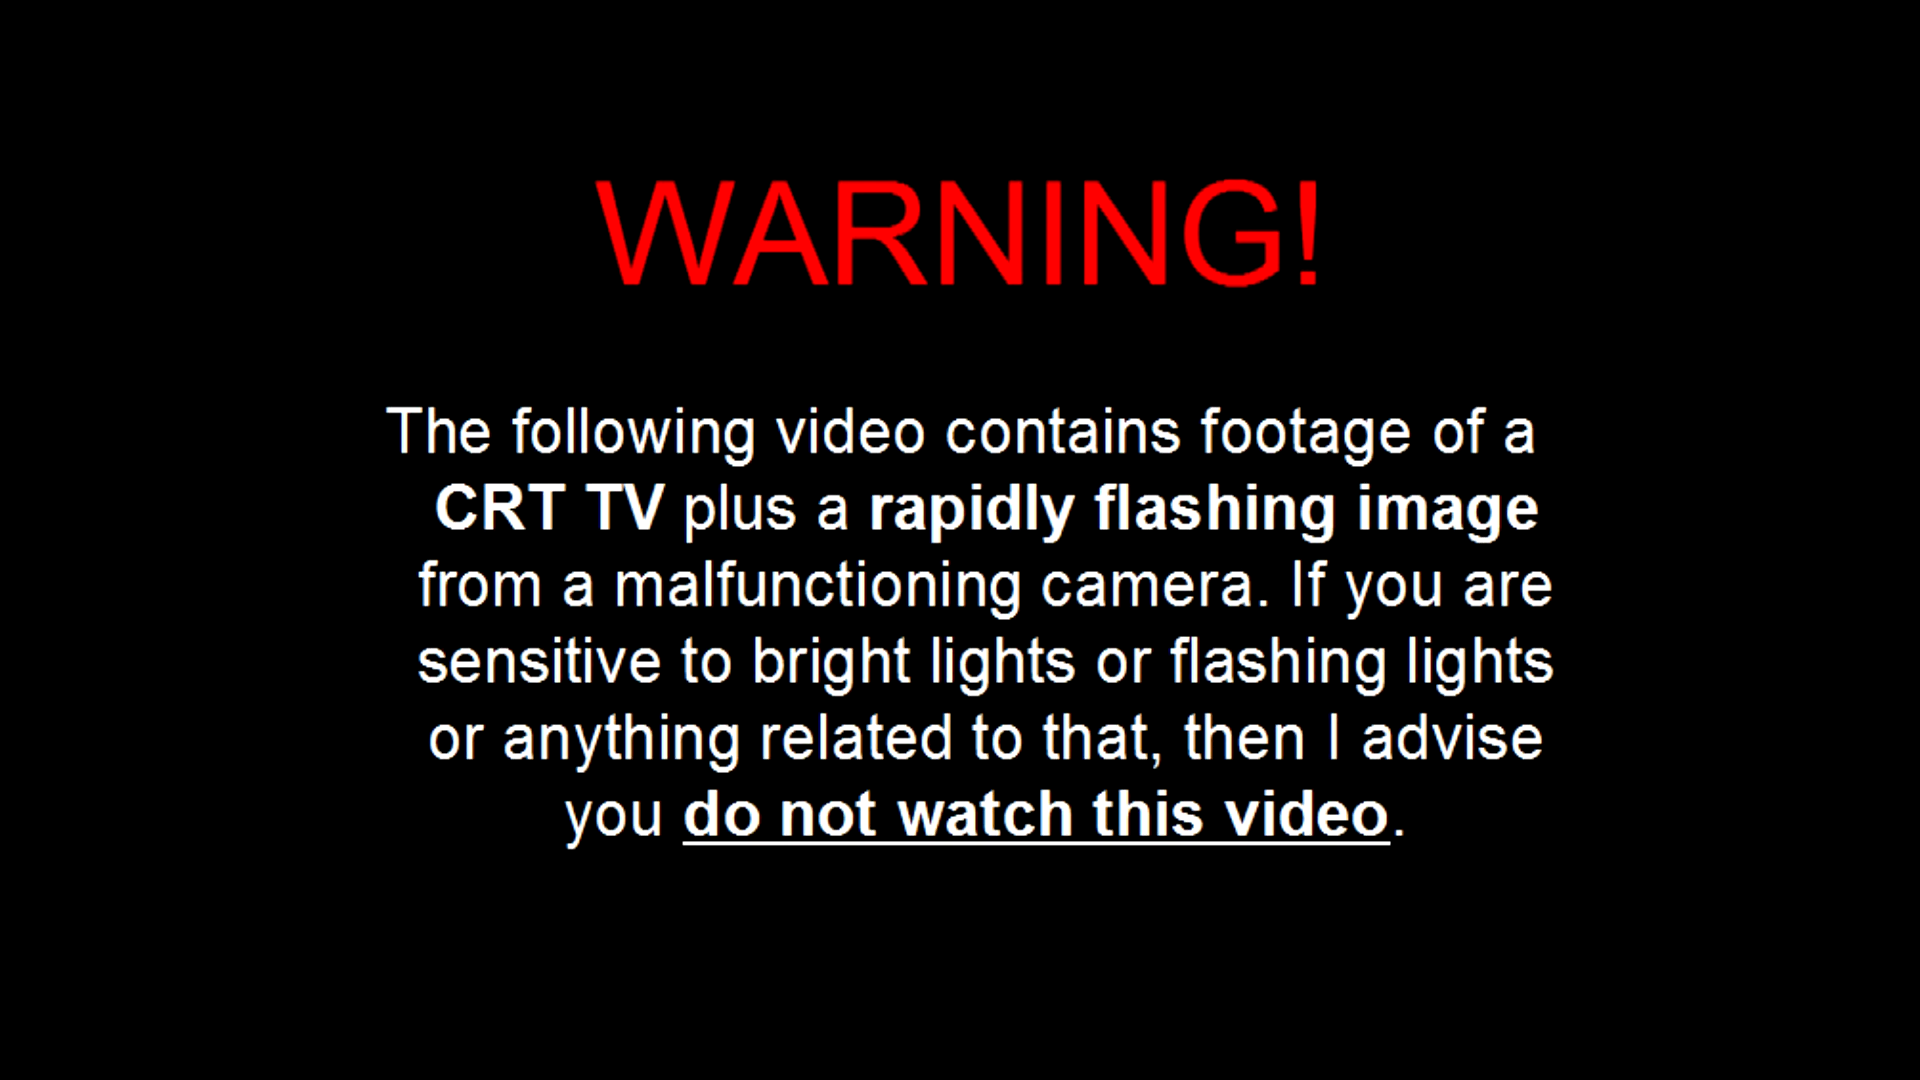 WARNING!
The following video contains footage of a
CRT TV plus a rapidly flashing image
from a malfunctioning camera. If you are
sensitive to bright lights or flashing lights
or anything related to that, then I advise
you do not watch this video.